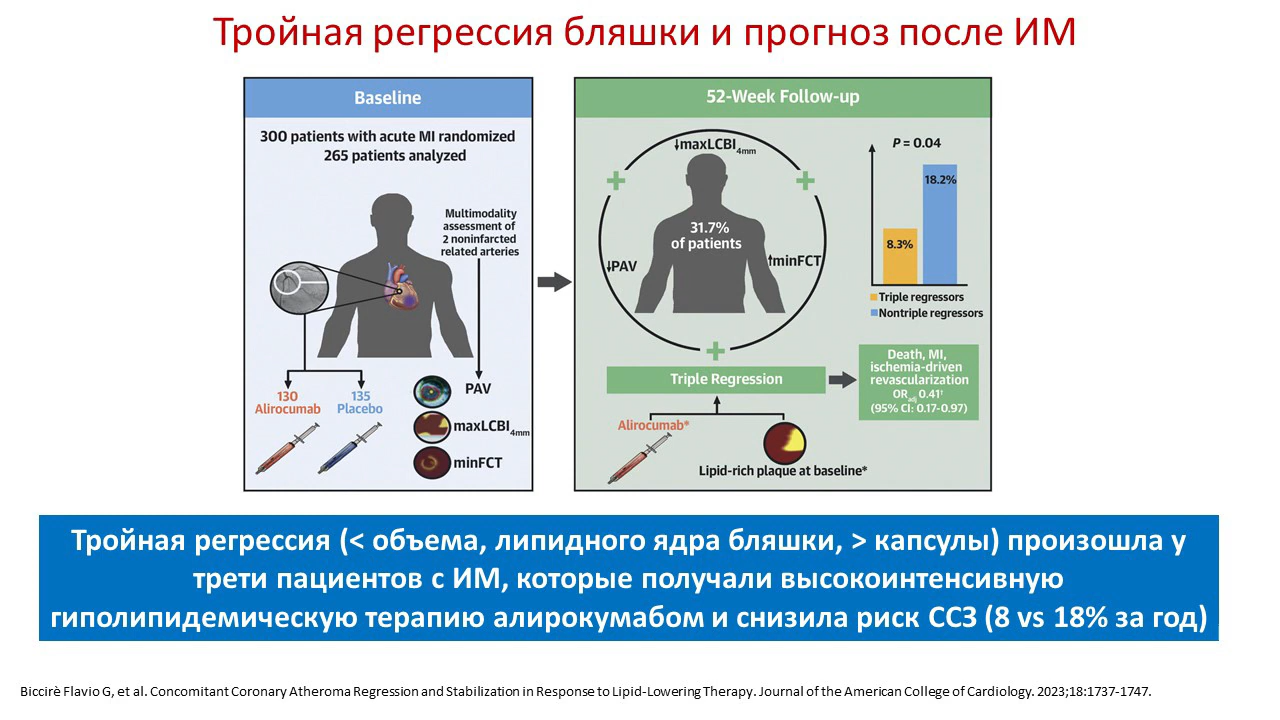 Тройная регрессия бляшки и прогноз после ИМ
Baseline
300 patients with acute MI randomized
265 patients analyzed
Multimodality
assessment of
2 noninfarcted
related arteries
130
Alirocumab
135
Placebo
PAV
maxLCBI4mm
minFCT
52-Week Follow-up
↓maxLCBI4mm
+
+
31.7%
of patients
↓PAV
↑minFCT
+
Triple Regression
Alirocumab*
Lipid-rich plaque at baseline*
P = 0.04
18.2%
8.3%
Triple regressors
Nontriple regressors
Death, MI,
ischemia-driven
revascularization
ORadj 0.41†
(95% CI: 0.17-0.97)
Тройная регрессия (< объема, липидного ядра бляшки, > капсулы) произошла у
трети пациентов с ИМ, которые получали высокоинтенсивную
гиполипидемическую терапию алирокумабом и снизила риск ССЗ (8 vs 18% за год)
Biccirè Flavio G, et al. Concomitant Coronary Atheroma Regression and Stabilization in Response to Lipid-Lowering Therapy. Journal of the American College of Cardiology. 2023;18:1737-1747.